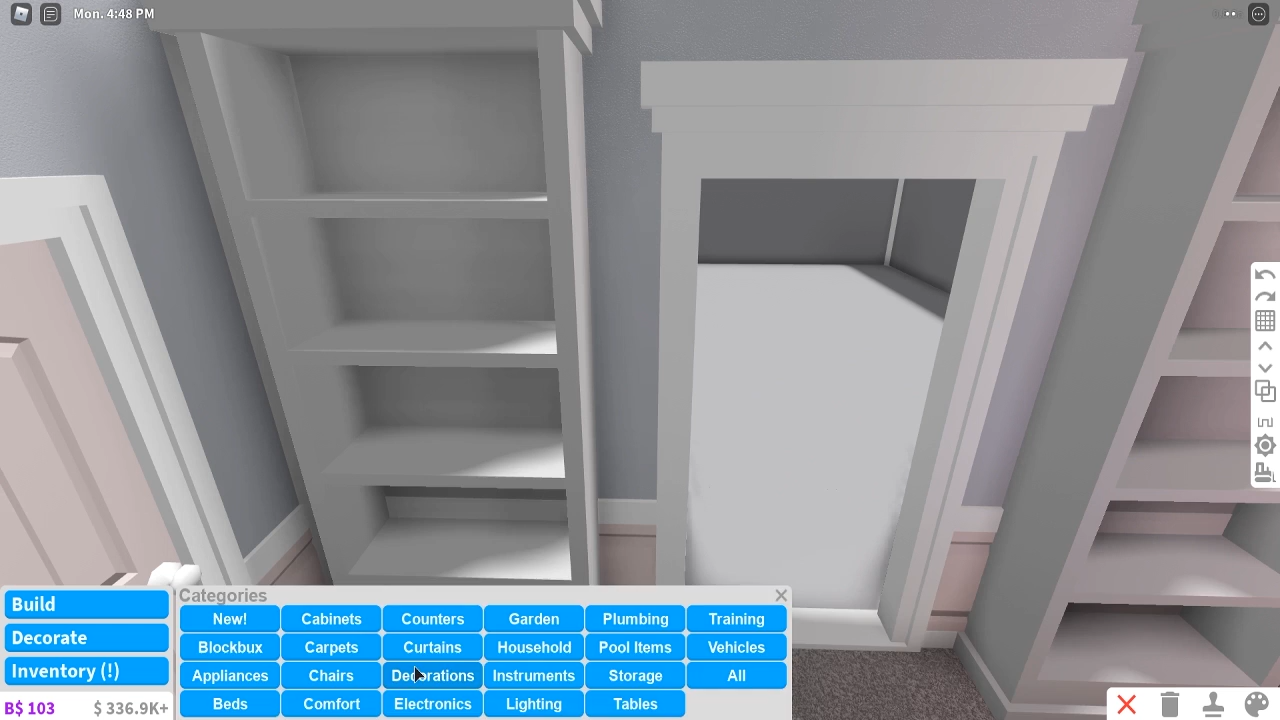 Mon. 4:48 PM
Build
Decorate
Inventory (!)
B$ 103 $ 336.9K+
Categories
New! Cabinets Counters Garden Plumbing Training
Blockbux Carpets Curtains Household Pool Items Vehicles
Appliances Chairs Decorations Instruments Storage All
Beds Comfort Electronics Lighting Tables